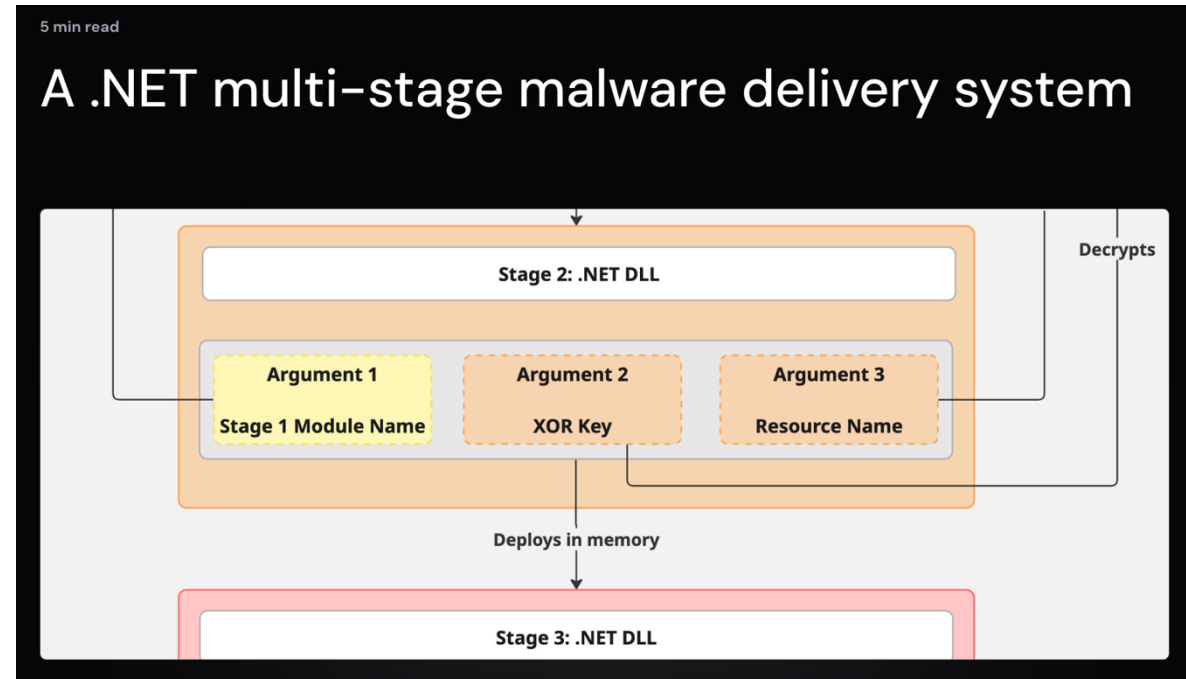 5 min read
A .NET multi-stage malware delivery system
Decrypts
Stage 2: .NET DLL
Argument 1
Stage 1 Module Name
Argument 2
XOR Key
Argument 3
Resource Name
Deploys in memory
Stage 3: .NET DLL